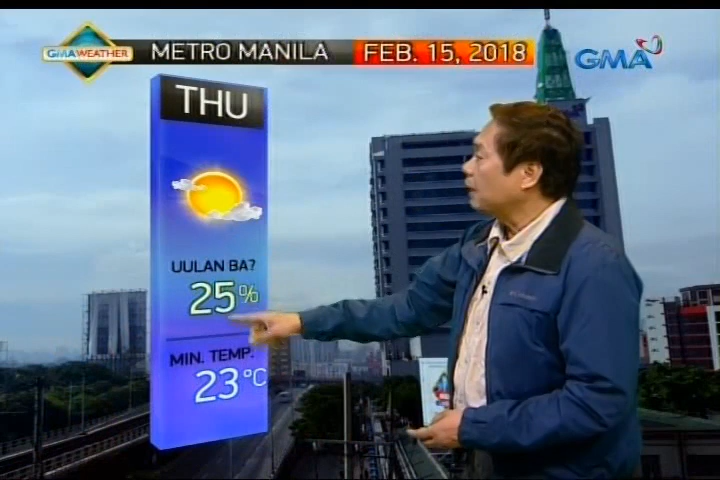 GMA WEATHER
METRO MANILA
FEB. 15, 2018
GMA
THU
UULAN BA?
25%
MIN. TEMP.
23°C